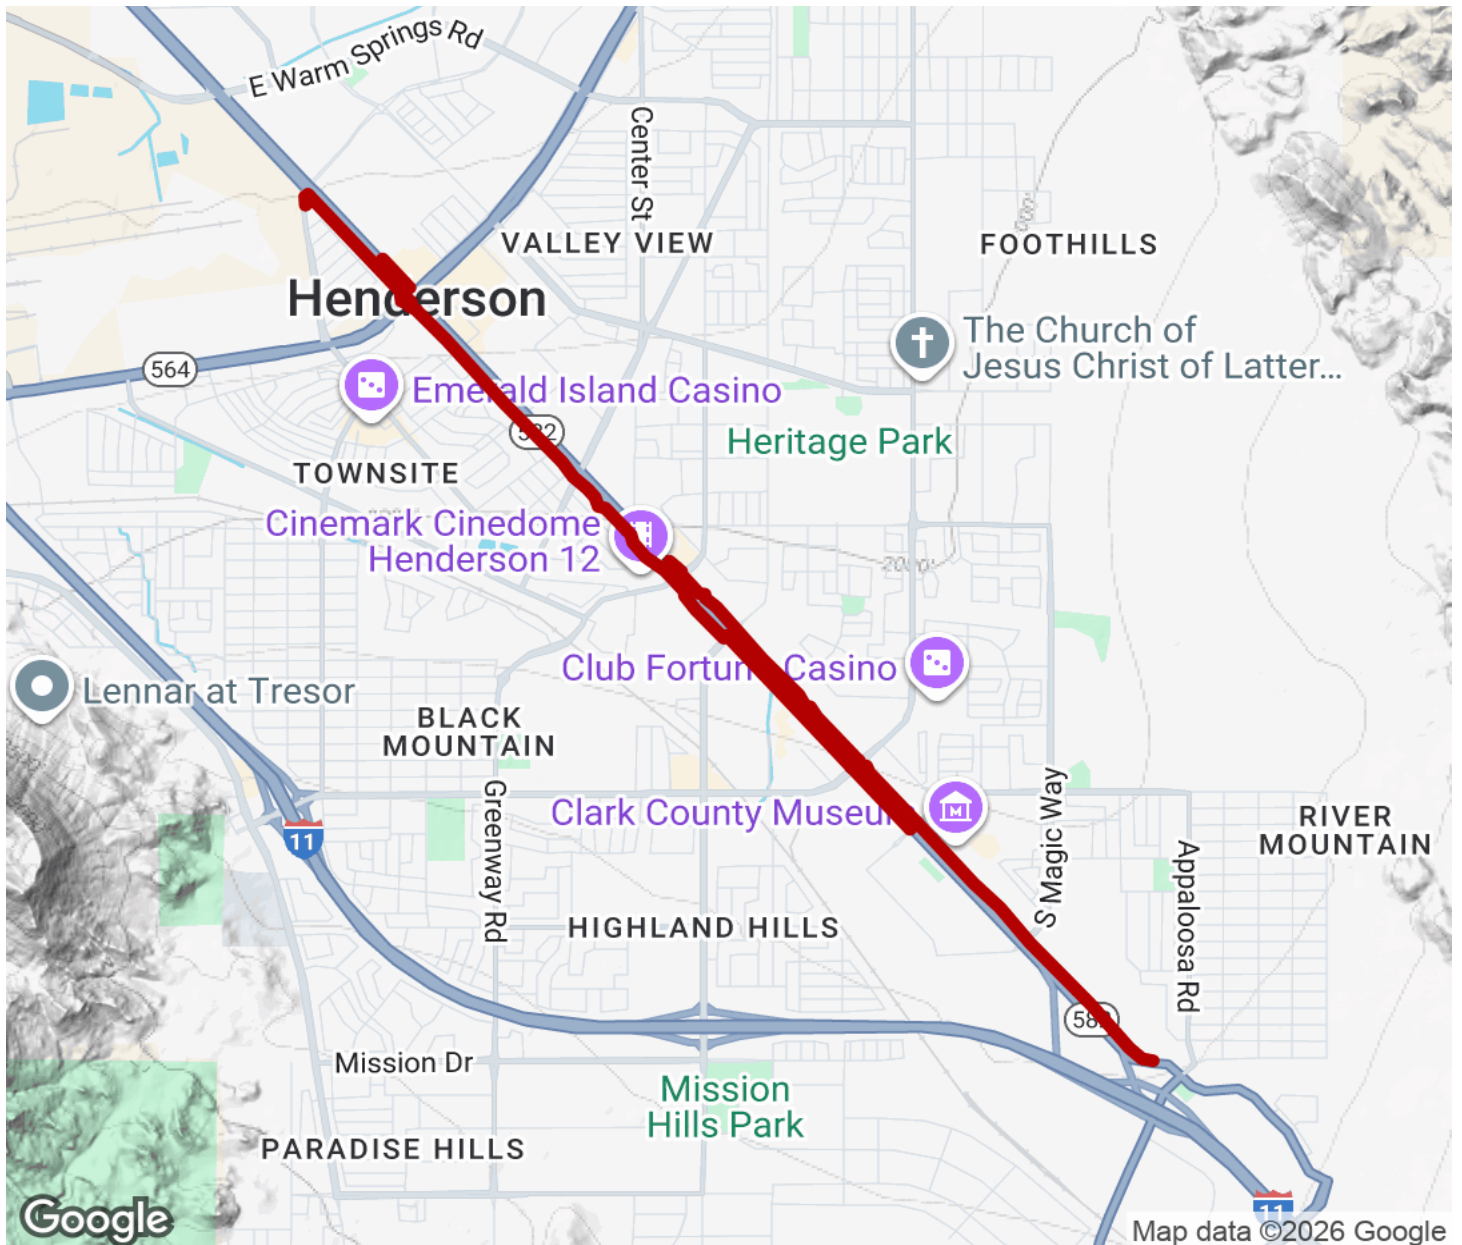 E Warm Springs Rd
Center St
VALLEY VIEW
FOOTHILLS
Henderson
The Church of
Jesus Christ of Latter...
564
Emerald Island Casino
582
Heritage Park
TOWNSITE
Cinemark Cinedome
Henderson 12
2000'
Club Fortune Casino
Lennar at Tresor
BLACK
MOUNTAIN
Greenway Rd
Clark County Museum
S Magic Way
RIVER
MOUNTAIN
11
Appaloosa Rd
HIGHLAND HILLS
582
Mission Dr
Mission
Hills Park
PARADISE HILLS
11
Google
Map data ©2026 Google